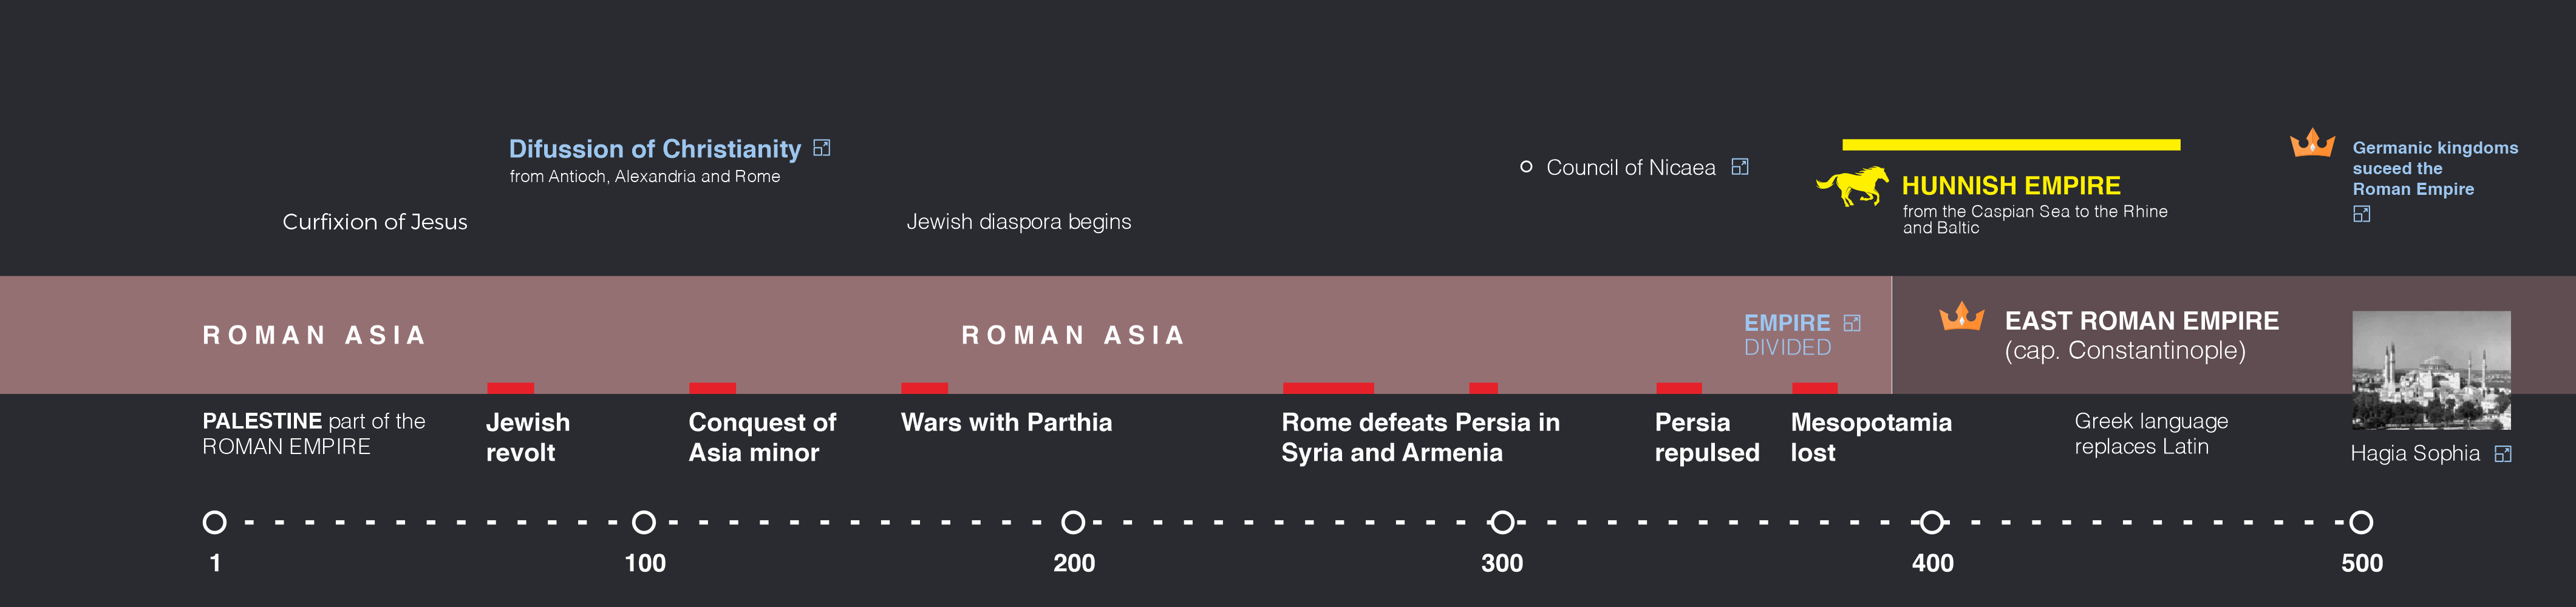 Difussion of Christianity
from Antioch, Alexandria and Rome
Curfixion of Jesus
Jewish diaspora begins
Council of Nicaea
HUNNISH EMPIRE
from the Caspian Sea to the Rhine
and Baltic
Germanic kingdoms
suceed the
Roman Empire
ROMAN ASIA
ROMAN ASIA
EMPIRE
DIVIDED
EAST ROMAN EMPIRE
(cap. Constantinople)
PALESTINE part of the
ROMAN EMPIRE
Jewish
revolt
Conquest of
Asia minor
Wars with Parthia
Rome defeats Persia in
Syria and Armenia
Persia
repulsed
Mesopotamia
lost
Greek language
replaces Latin
Hagia Sophia
1
100
200
300
400
500